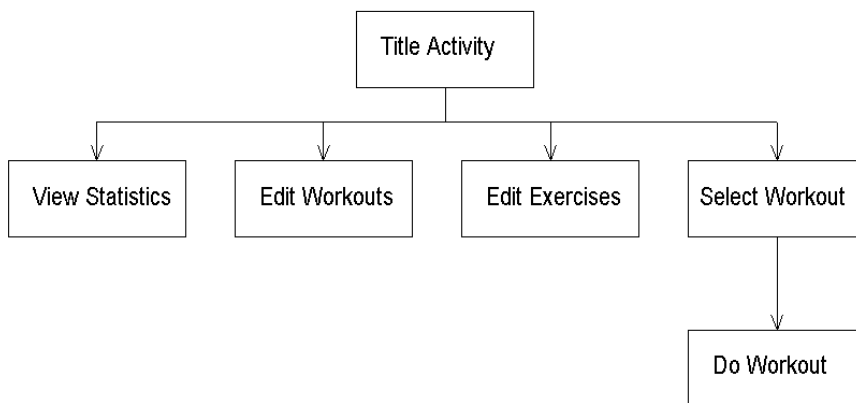 Title Activity
View Statistics
Edit Workouts
Edit Exercises
Select Workout
Do Workout